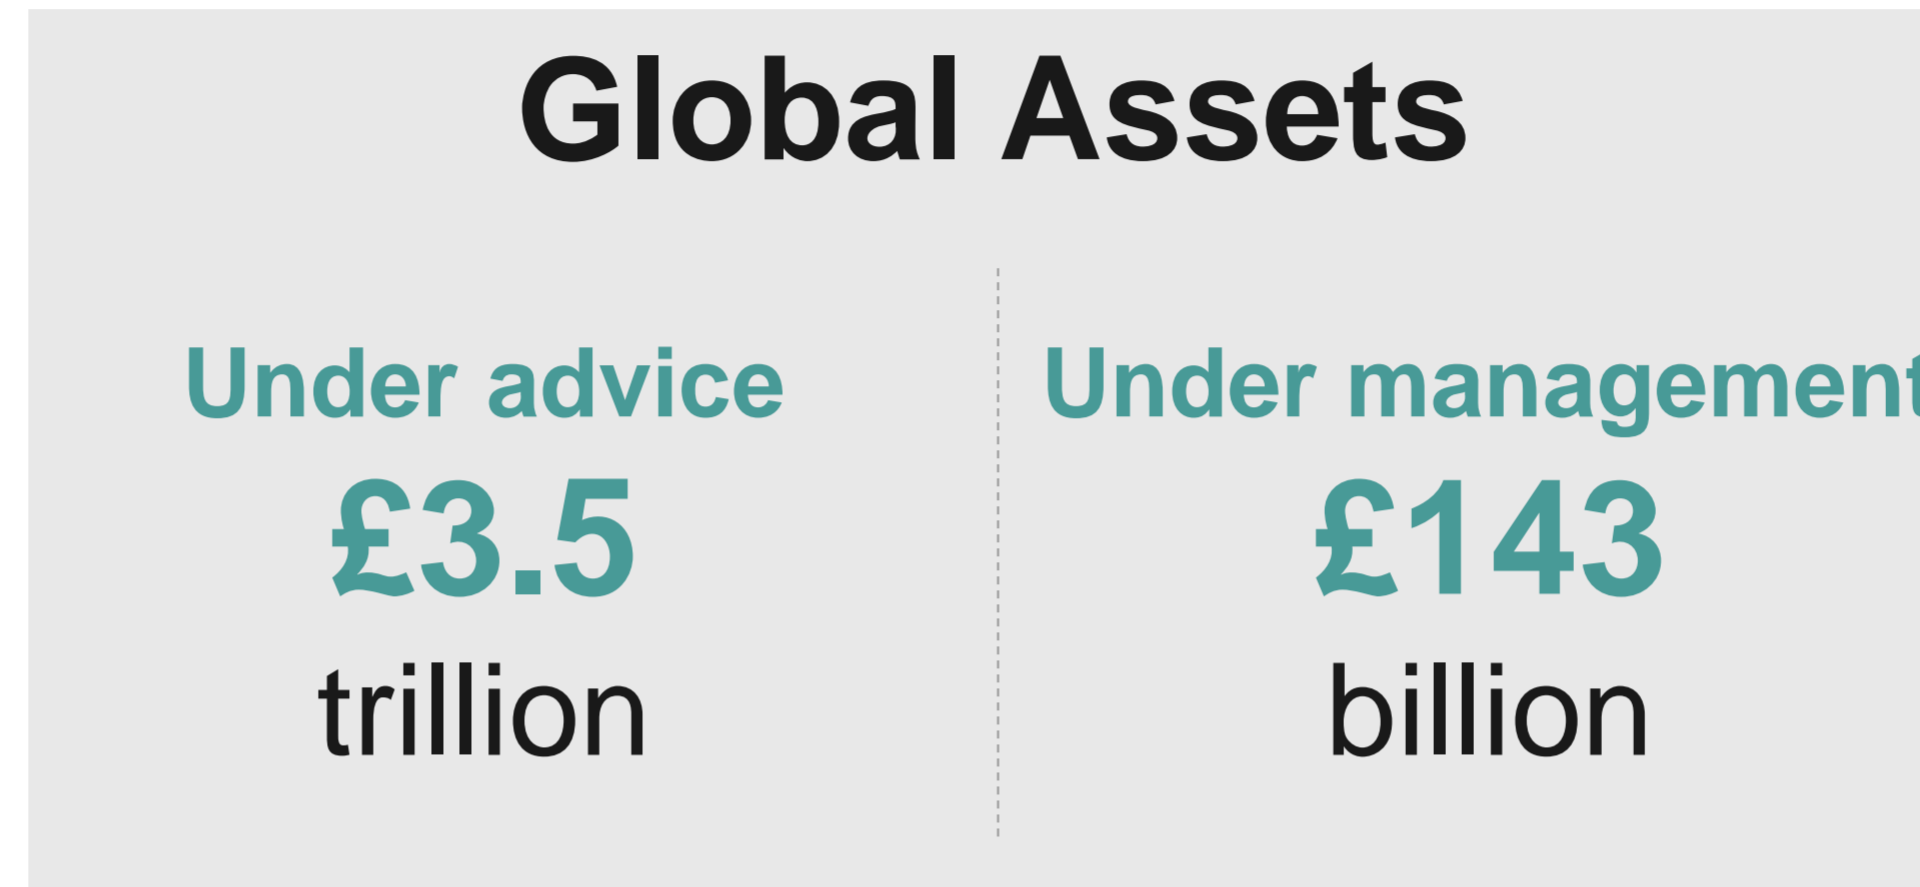 Global Assets
Under advice
£3.5
trillion
Under management
£143
billion